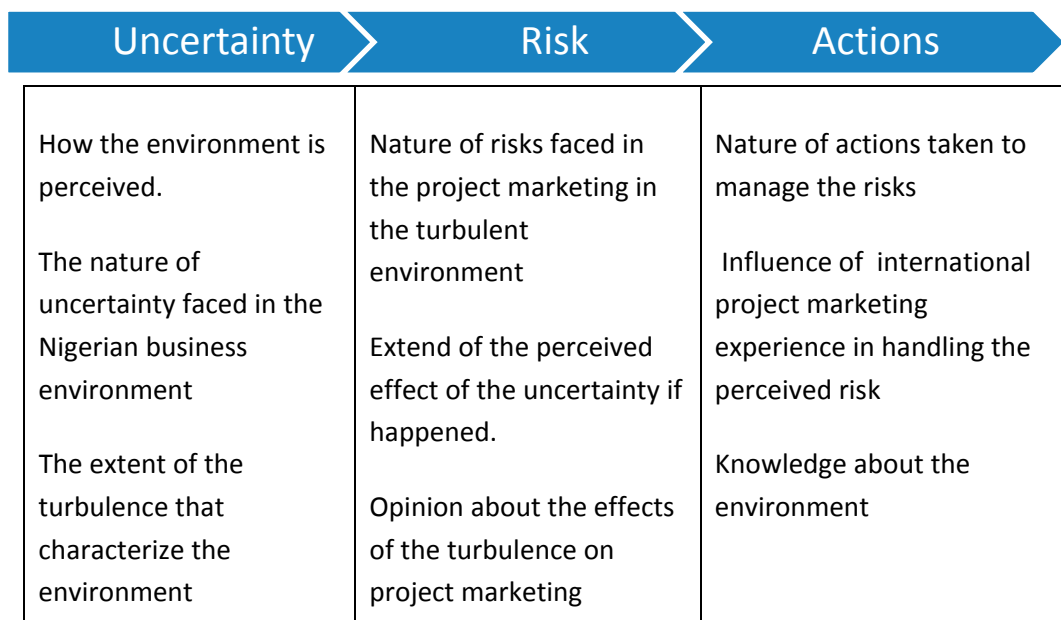 Uncertainty
Risk
Actions
How the environment is
perceived.
The nature of
uncertainty faced in the
Nigerian business
environment
The extent of the
turbulence that
characterize the
environment
Nature of risks faced in
the project marketing in
the turbulent
environment
Extend of the perceived
effect of the uncertainty if
happened.
Opinion about the effects
of the turbulence on
project marketing
Nature of actions taken to
manage the risks
Influence of international
project marketing
experience in handling the
perceived risk
Knowledge about the
environment